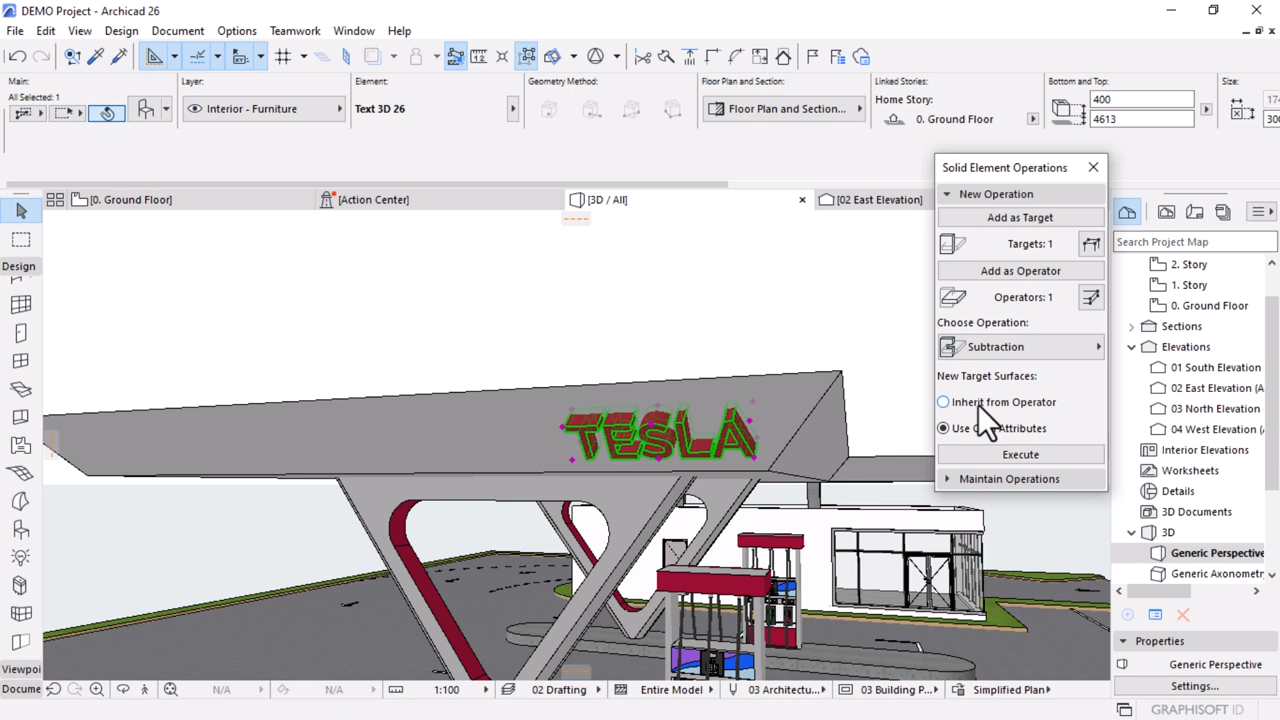 DEMO Project - Archicad 26
File Edit View Design Document Options Teamwork Window Help
Main:
All Selected: 1
Layer:
Interior - Furniture
Element:
Text 3D 26
Geometry Method:
Floor Plan and Section:
Floor Plan and Section...
Linked Stories:
Home Story:
0. Ground Floor
Bottom and Top:
400
4613
Size:
300
[0. Ground Floor]
[Action Center]
[3D / All]
[02 East Elevation]
Design
Viewpoi
Docume
TESLA
Solid Element Operations
New Operation
Add as Target
Targets: 1
Add as Operator
Operators: 1
Choose Operation:
Subtraction
New Target Surfaces:
Inherit from Operator
Execute
Maintain Operations
Search Project Map
2. Story
1. Story
0. Ground Floor
Sections
Elevations
01 South Elevation
02 East Elevation (A
03 North Elevation
04 West Elevation (
Interior Elevations
Worksheets
Details
3D Documents
3D
Generic Perspective
Generic Axonometr
Properties
Generic Perspective
Settings...
N/A
N/A
1:100
02 Drafting
Entire Model
03 Architectu...
03 Building P...
Simplified Plan
GRAPHISOFT ID